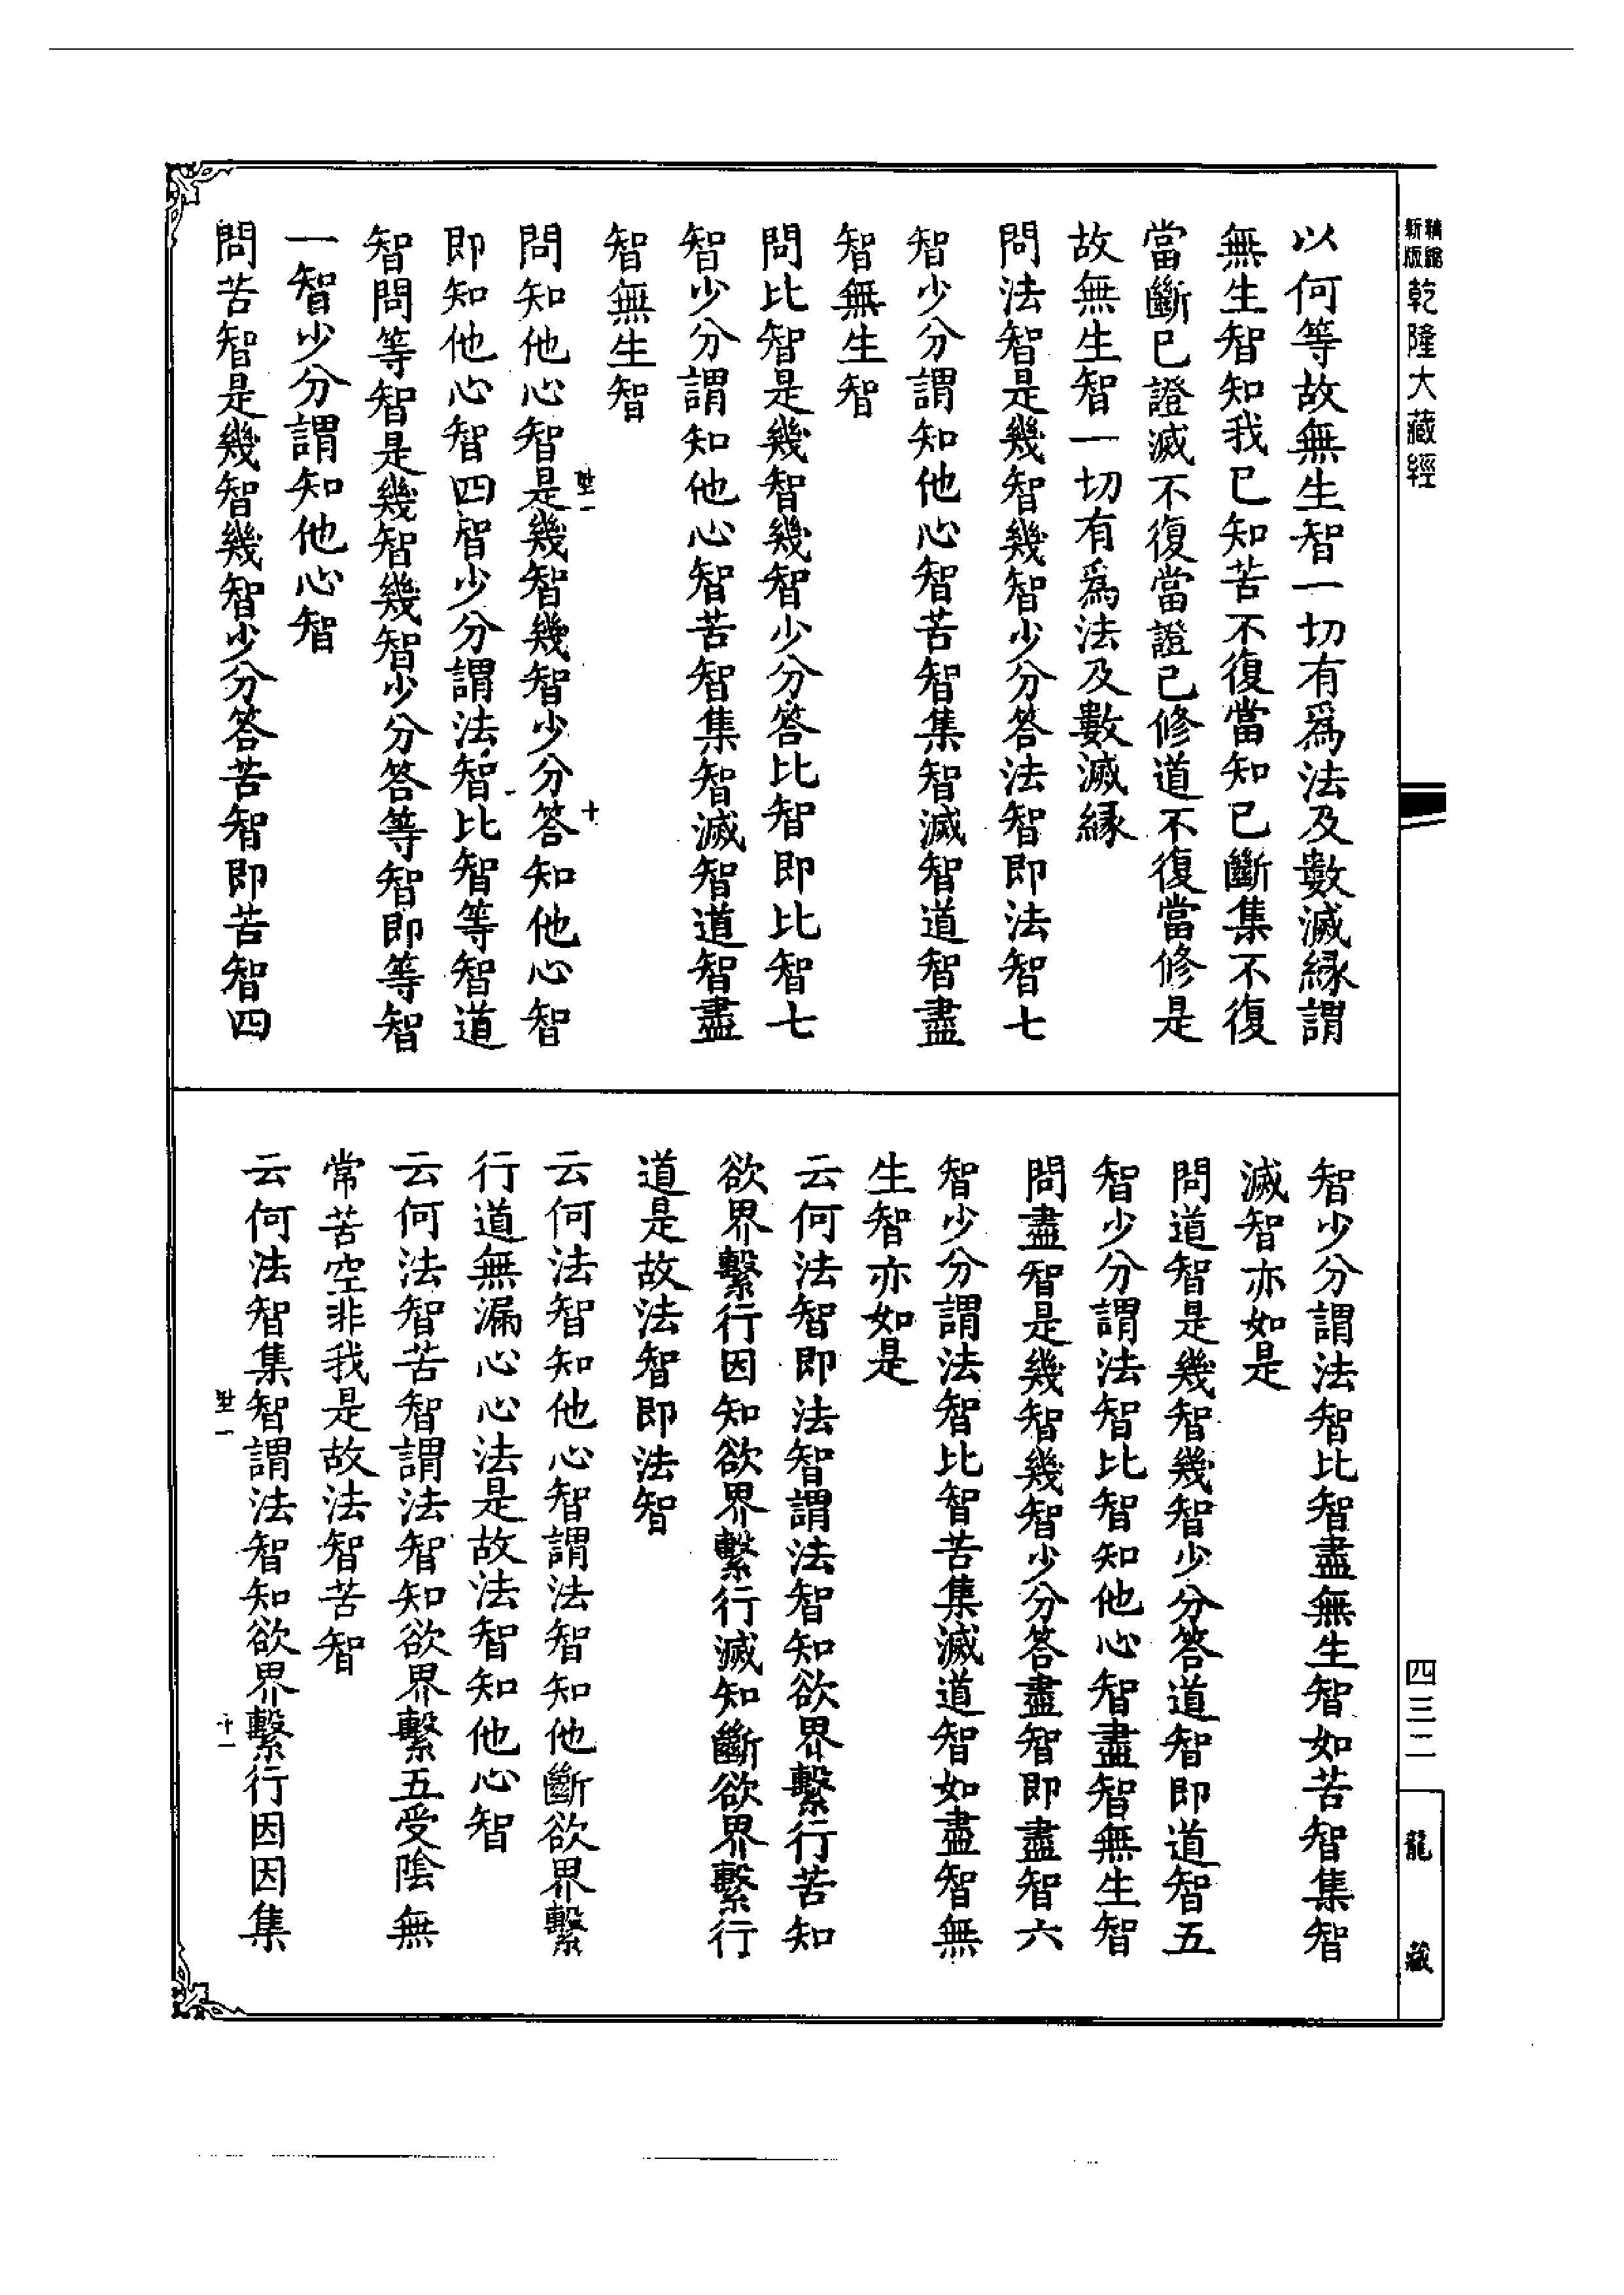 精緻
新版
乾隆大藏經
四三二
龍藏
以何等故無生智一切有爲法及數滅緣謂
無生智知我已知苦不復當知已斷集不復
當斷已證滅不復當證已修道不復當修是
故無生智一切有爲法及數滅緣
問法智是幾智幾智少分答法智即法智七
智少分謂知他心智苦智集智滅智道智盡
智無生智
問比智是幾智幾智少分答比智即比智七
智少分謂知他心智苦智集智滅智道智盡
智無生智
問知他心智是幾智幾智少分答知他心智
即知他心智四智少分謂法智比智等智道
智問等智是幾智幾智少分答等智即等智
一智少分謂知他心智
問苦智是幾智幾智少分答苦智即苦智四
智少分謂法智比智盡無生智如苦智集智
滅智亦如是
問道智是幾智幾智少分答道智即道智五
智少分謂法智比智知他心智盡智無生智
問盡智是幾智幾智少分答盡智即盡智六
智少分謂法智比智苦集滅道智如盡智無
生智亦如是
云何法智即法智謂法智知欲界繫行苦知
欲界繫行因知欲界繫行滅知斷欲界繫行
道是故法智即法智
云何法智知他心智謂法智知他斷欲界繫
行道無漏心心法是故法智知他心智
云何法智苦智謂法智知欲界繫五受陰無
常苦空非我是故法智苦智
云何法智集智謂法智知欲界繫行因因集
十
十一